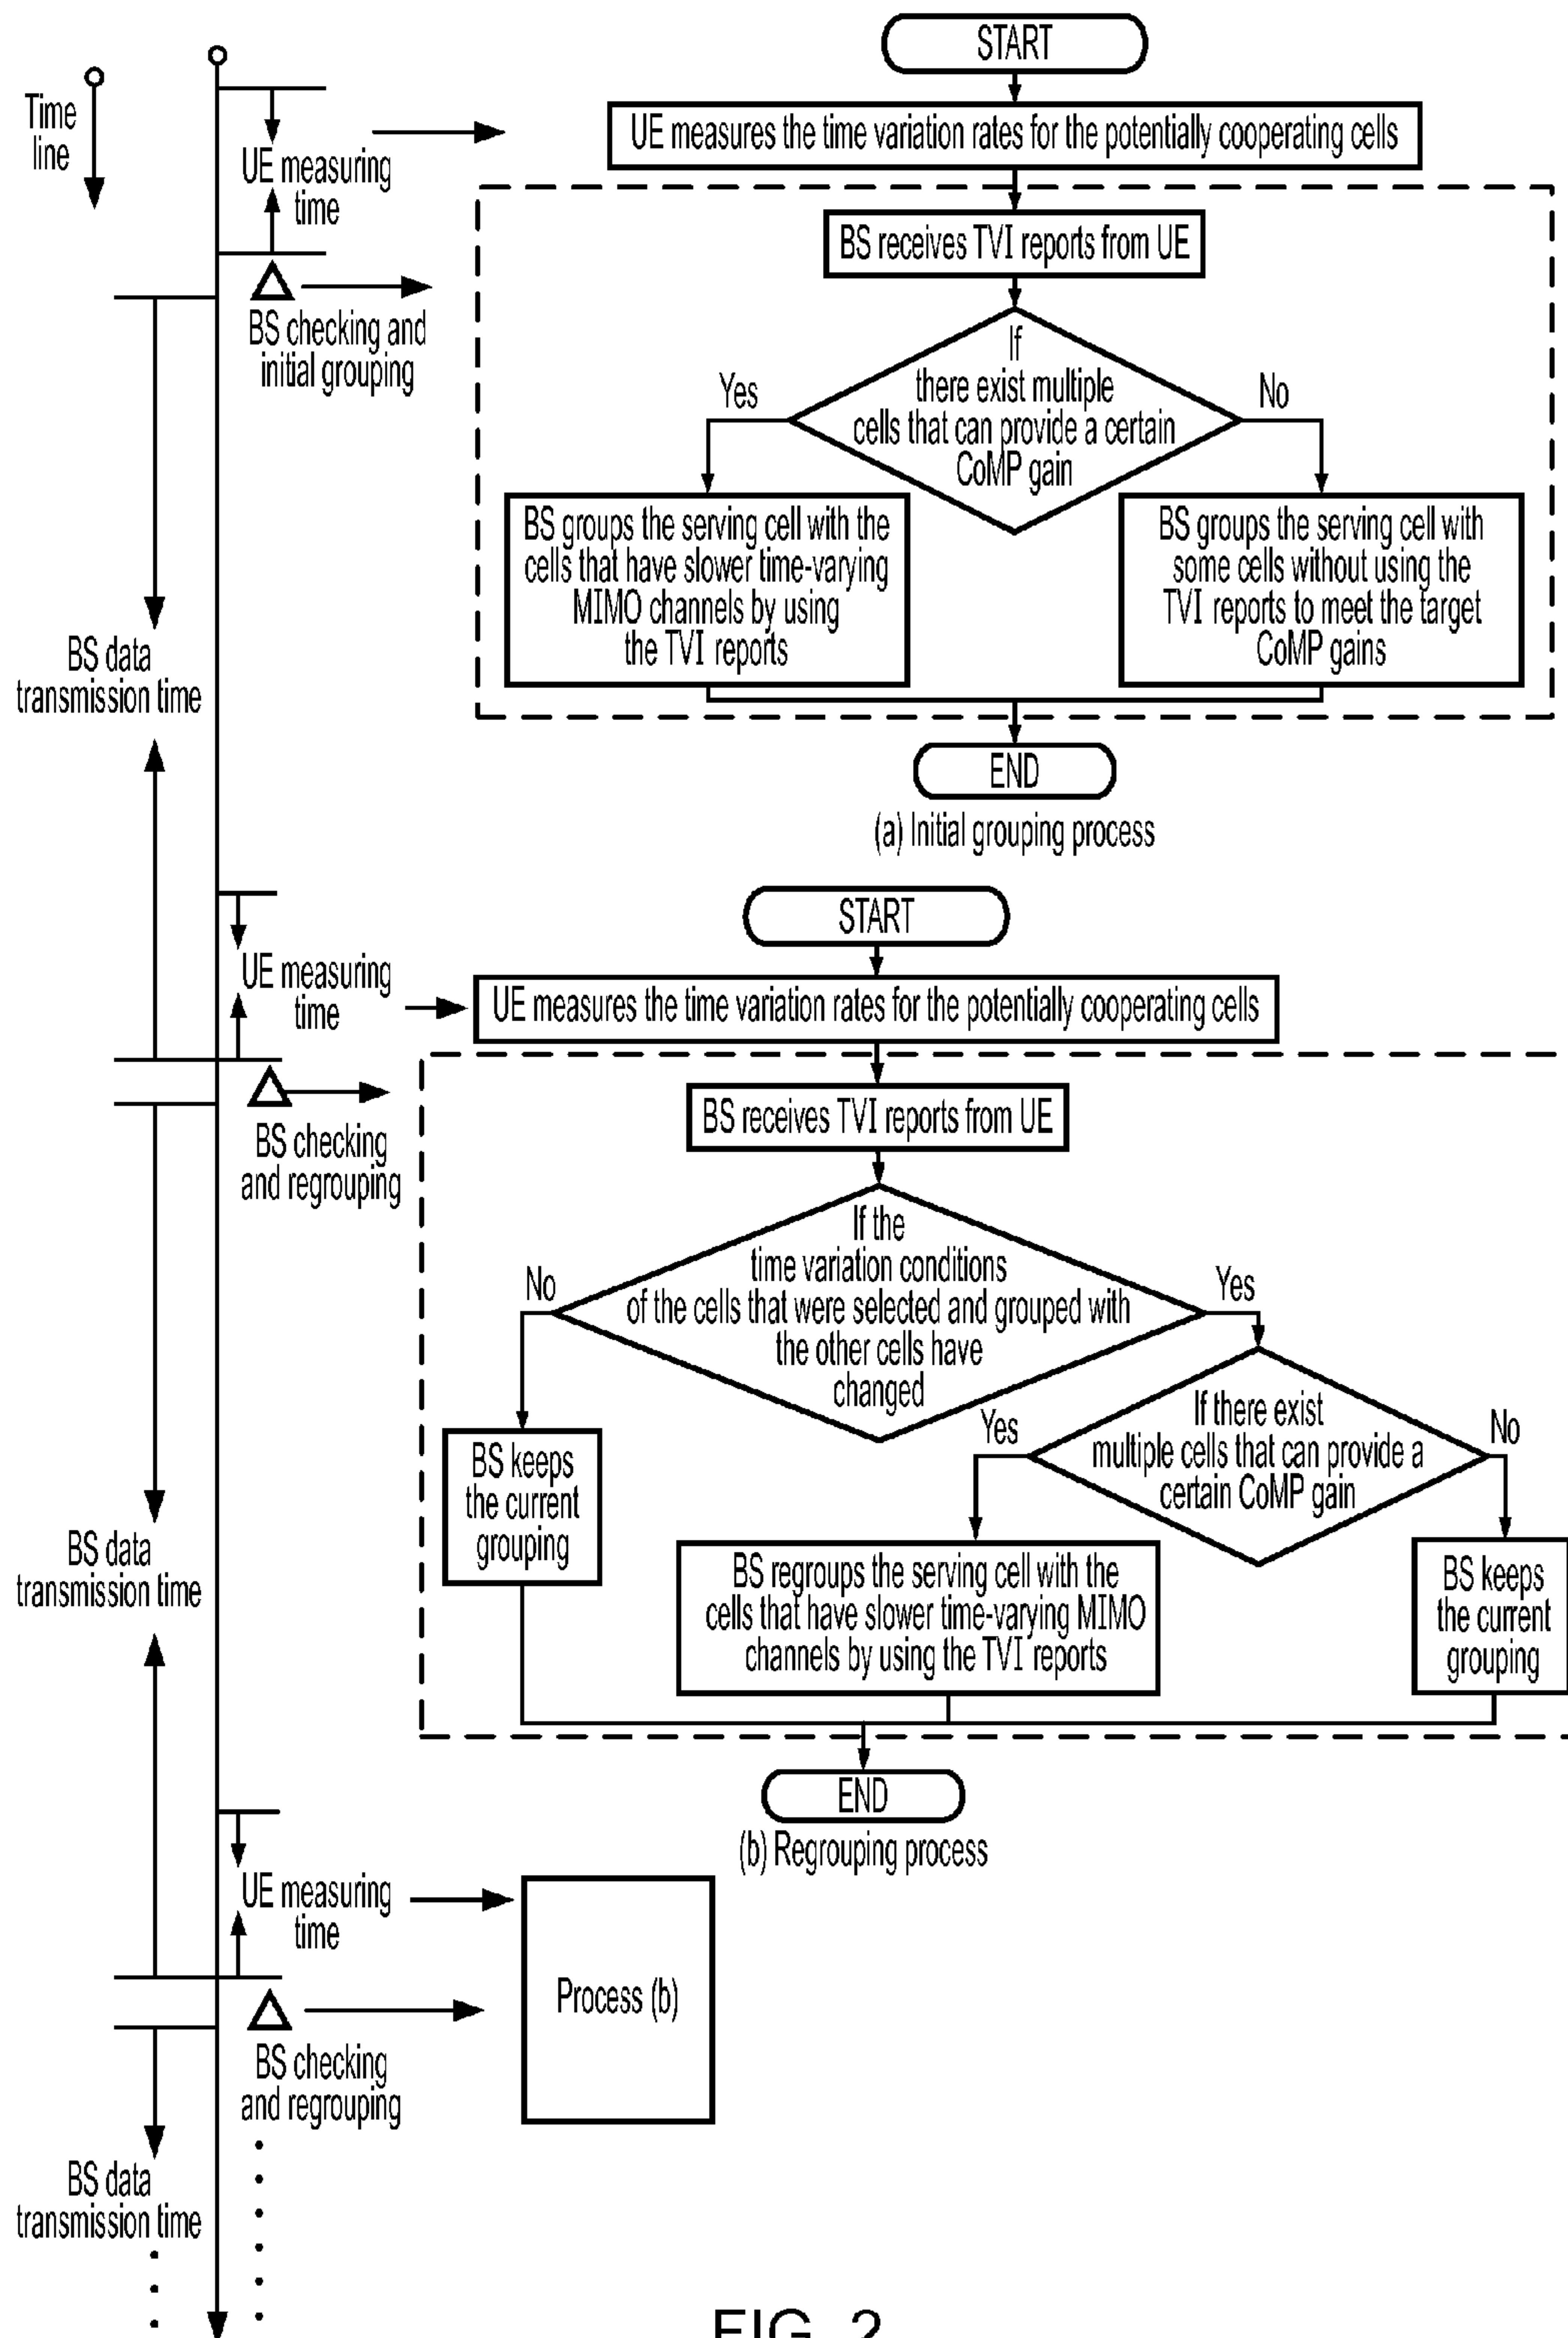 Time
line
UE measuring
time
BS checking and
initial grouping
BS data
transmission time
START
UE measures the time variation rates for the potentially cooperating cells
BS receives TVI reports from UE
If
there exist multiple
cells that can provide a certain
CoMP gain
Yes
No
BS groups the serving cell with the
cells that have slower time-varying
MIMO channels by using
the TVI reports
BS groups the serving cell with
some cells without using the
TVI reports to meet the target
CoMP gains
END
(a) Initial grouping process
UE measuring
time
BS checking
and regrouping
BS data
transmission time
START
UE measures the time variation rates for the potentially cooperating cells
BS receives TVI reports from UE
If the
time variation conditions
of the cells that were selected and grouped with
the other cells have
changed
No
Yes
BS keeps
the current
grouping
If there exist
multiple cells that can provide a
certain CoMP gain
Yes
No
BS regroups the serving cell with the
cells that have slower time-varying MIMO
channels by using the TVI reports
BS keeps
the current
grouping
END
(b) Regrouping process
UE measuring
time
Process (b)
BS checking
and regrouping
BS data
transmission time
FIG. 2